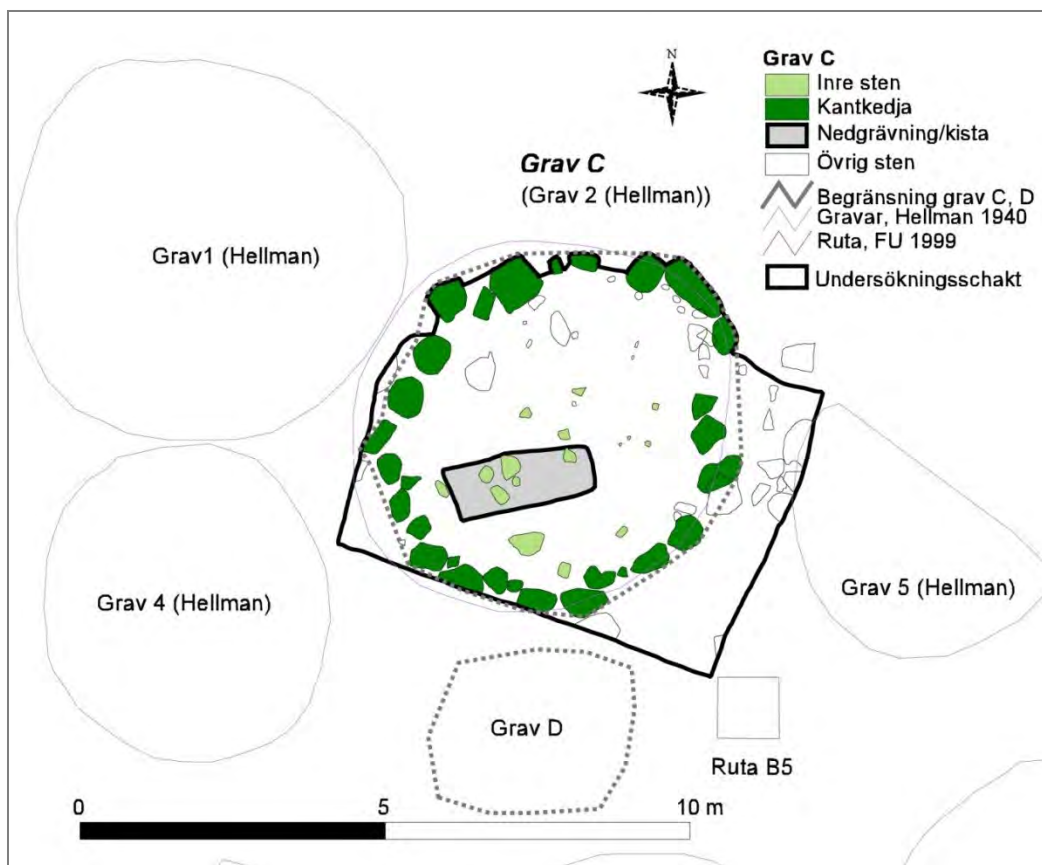 N
Grav C
Inre sten
Kantkedja
Nedgrävning/kista
Övrig sten
Begränsning grav C, D
Gravar, Hellman 1940
Ruta, FU 1999
Undersökningsschakt
Grav C
(Grav 2 (Hellman))
Grav1 (Hellman)
Grav 4 (Hellman)
Grav 5 (Hellman)
Grav D
Ruta B5
0 5 10 m